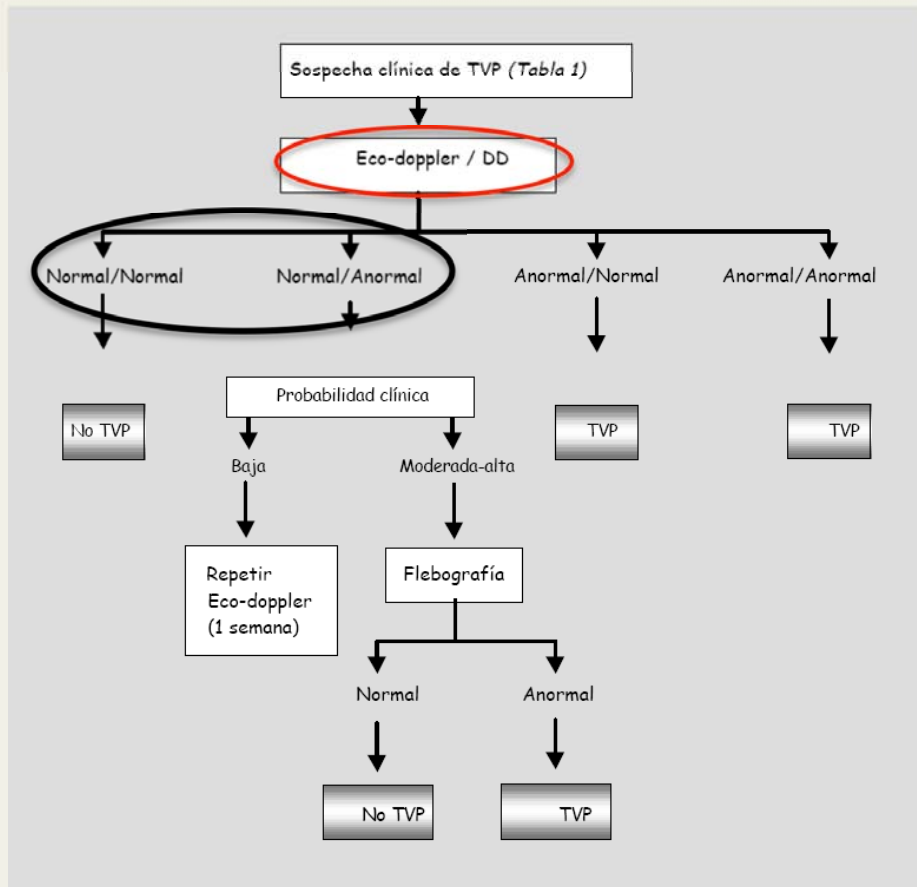 Sospecha clínica de TVP (Tabla 1)
Eco-doppler / DD
Normal/Normal
Normal/Anormal
Anormal/Normal
Anormal/Anormal
Probabilidad clínica
No TVP
TVP
TVP
Baja
Moderada-alta
Repetir
Eco-doppler
(1 semana)
Flebografía
Normal
Anormal
No TVP
TVP